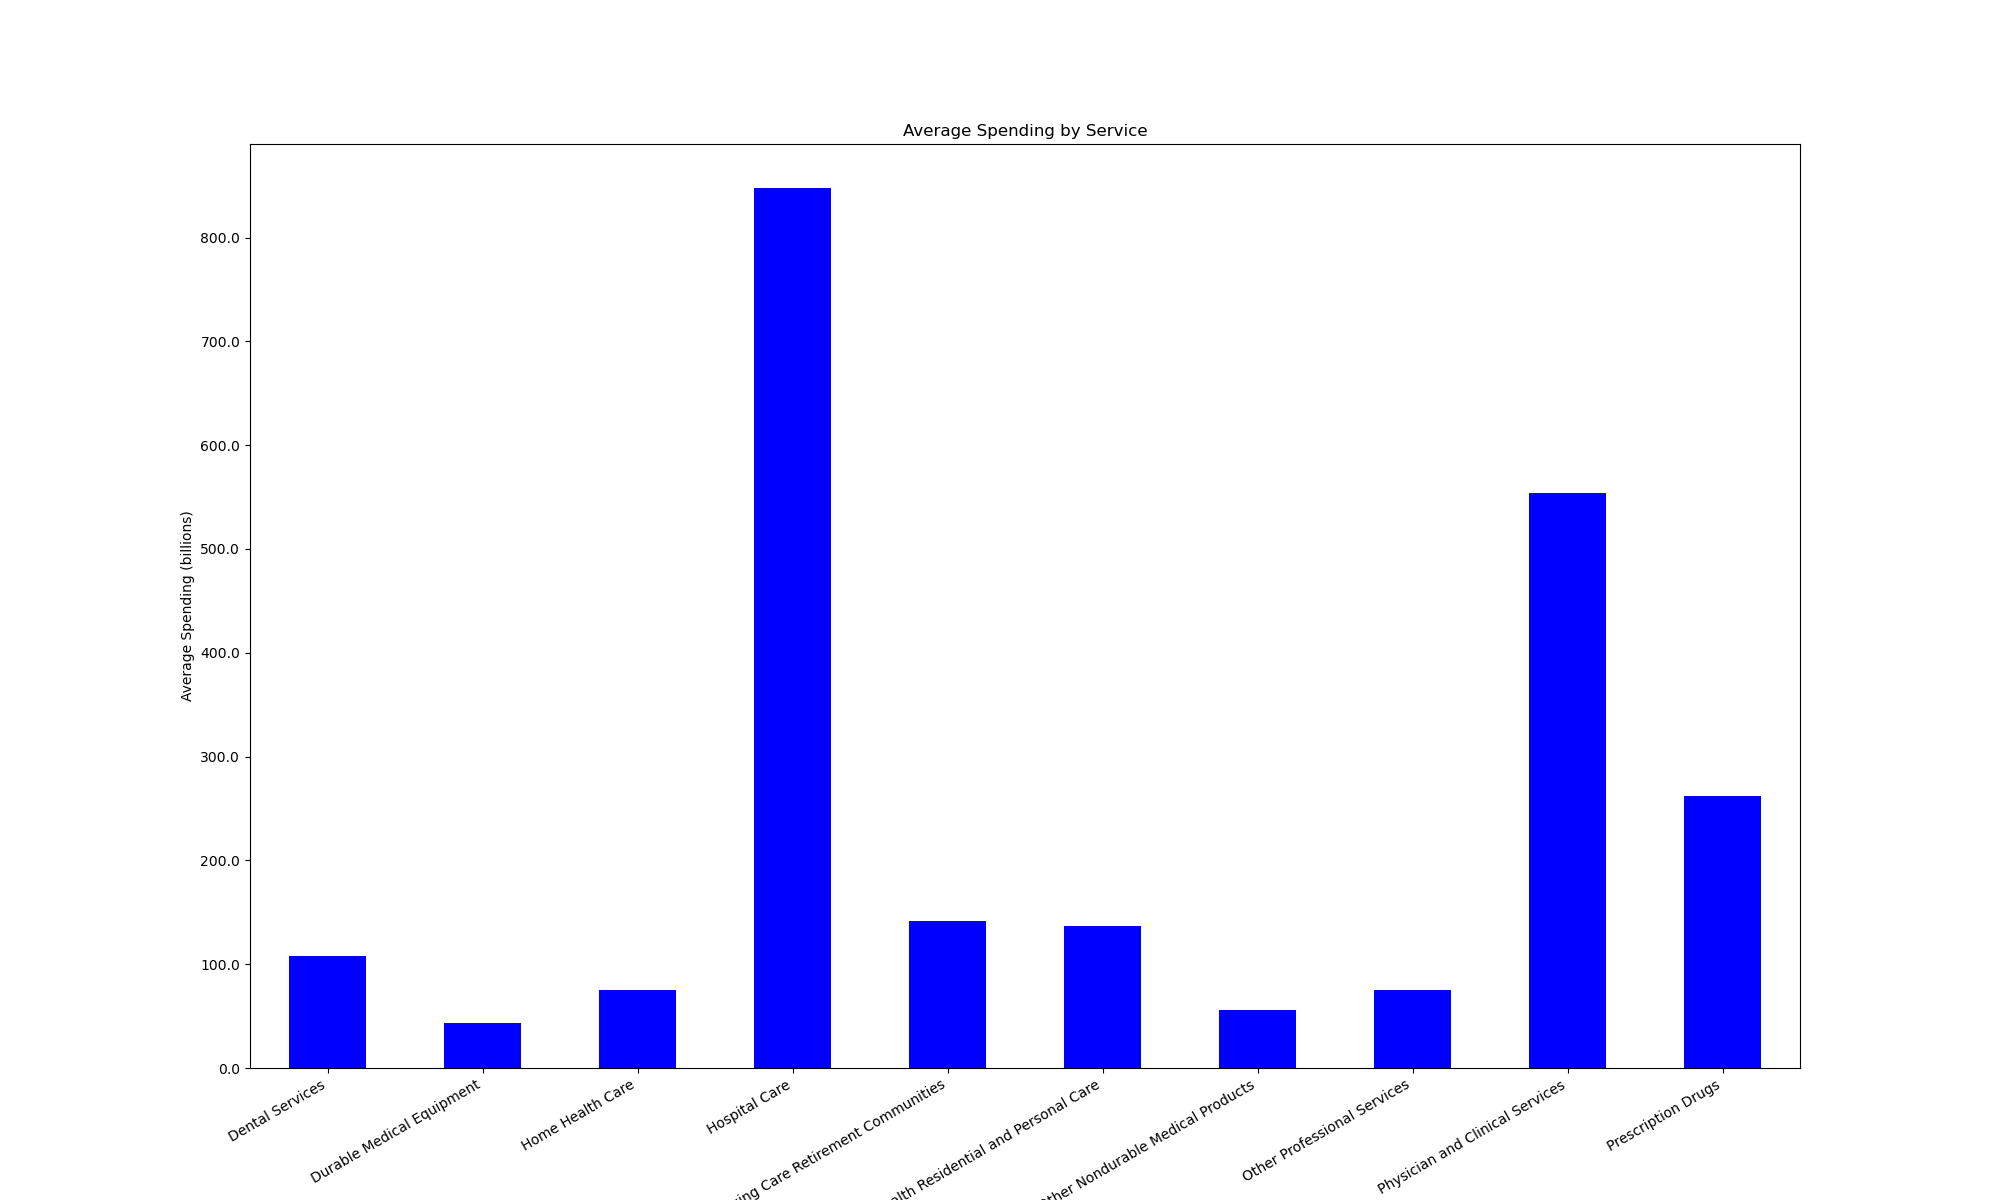 Average Spending by Service
Average Spending (billions)
800.0
700.0
600.0
500.0
400.0
300.0
200.0
100.0
0.0
Dental Services
Durable Medical Equipment
Home Health Care
Hospital Care
Care Retirement Communities
Residential and Personal Care
Nondurable Medical Products
Other Professional Services
Physician and Clinical Services
Prescription Drugs